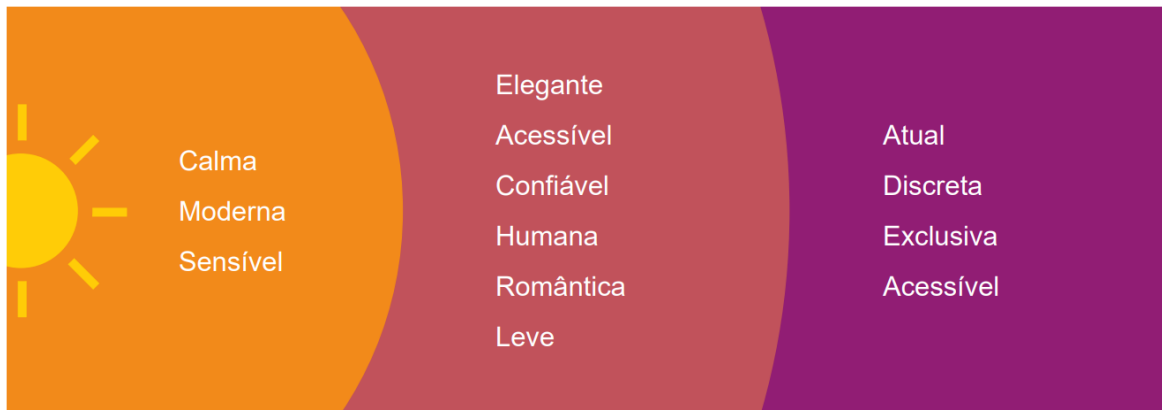 Calma
Moderna
Sensível
Elegante
Acessível
Confiável
Humana
Romântica
Leve
Atual
Discreta
Exclusiva
Acessível